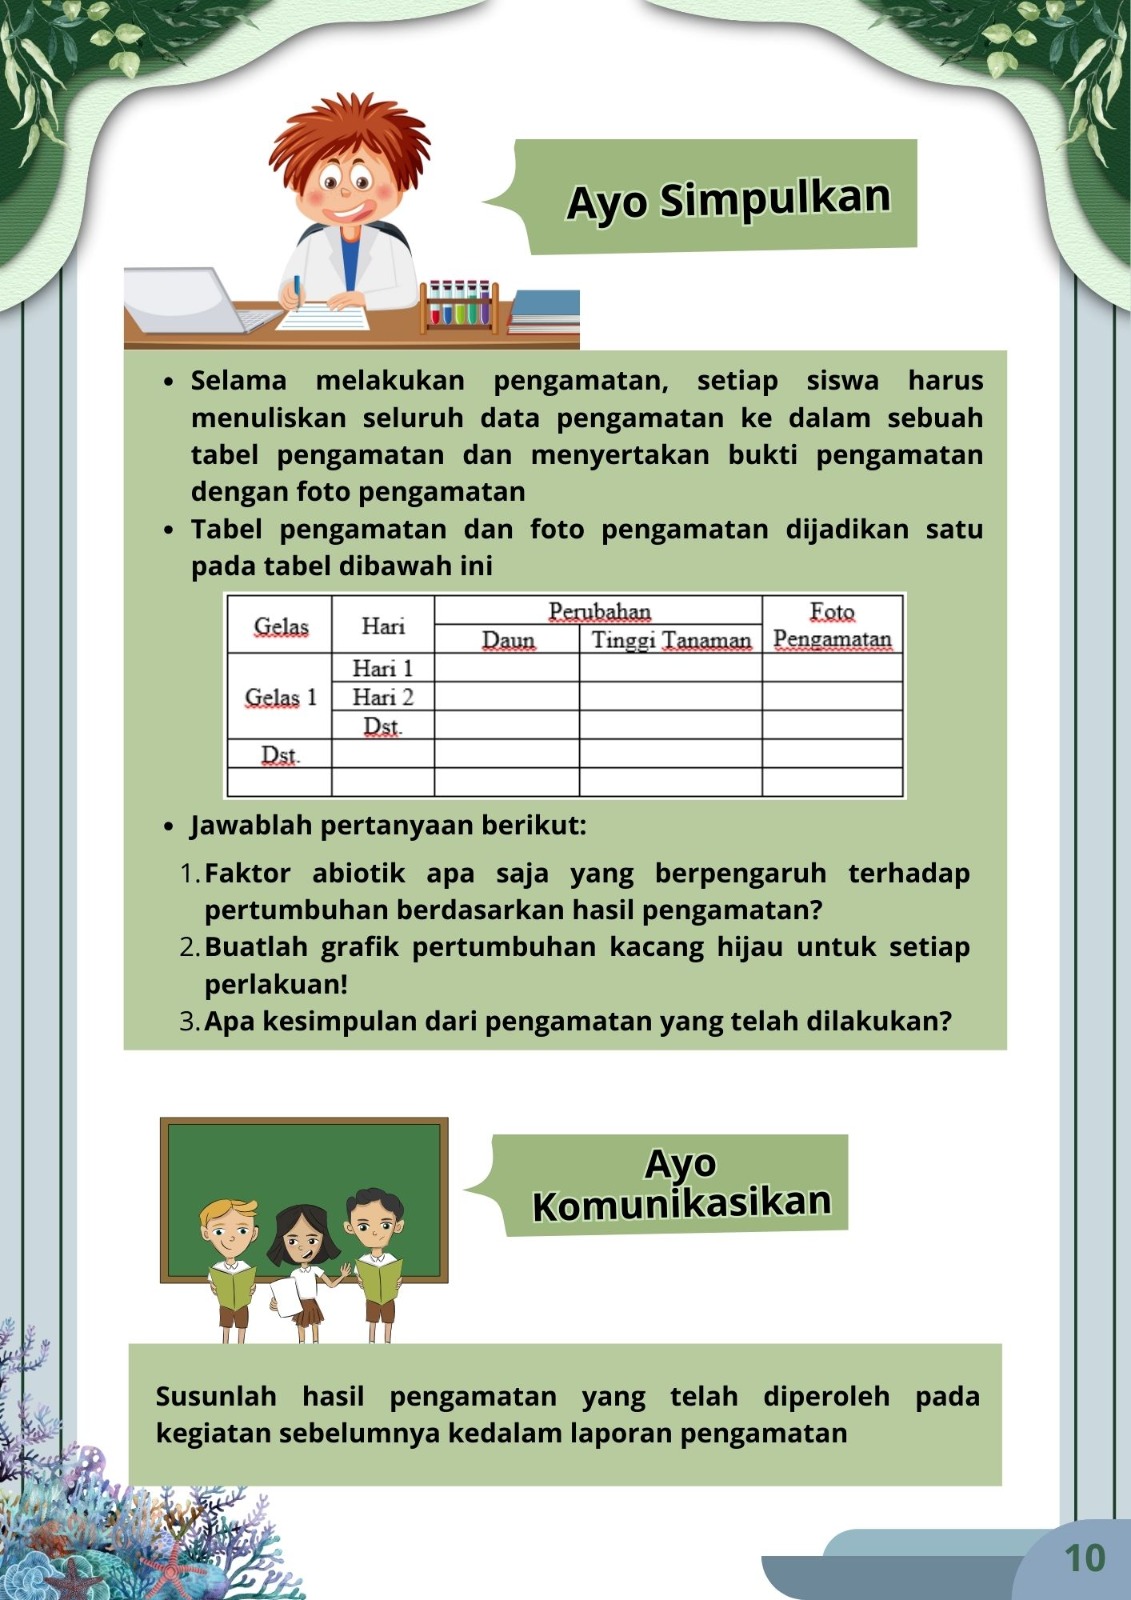 Ayo Simpulkan
• Selama melakukan pengamatan, setiap siswa harus
menuliskan seluruh data pengamatan ke dalam sebuah
tabel pengamatan dan menyertakan bukti pengamatan
dengan foto pengamatan
• Tabel pengamatan dan foto pengamatan dijadikan satu
pada tabel dibawah ini
Gelas Hari Perubahan Foto
Daun Tinggi Tanaman Pengamatan
Hari 1
Gelas 1 Hari 2
Dst.
Dst.
• Jawablah pertanyaan berikut:
1. Faktor abiotik apa saja yang berpengaruh terhadap
pertumbuhan berdasarkan hasil pengamatan?
2. Buatlah grafik pertumbuhan kacang hijau untuk setiap
perlakuan!
3. Apa kesimpulan dari pengamatan yang telah dilakukan?
Ayo
Komunikasikan
Susunlah hasil pengamatan yang telah diperoleh pada
kegiatan sebelumnya kedalam laporan pengamatan
10